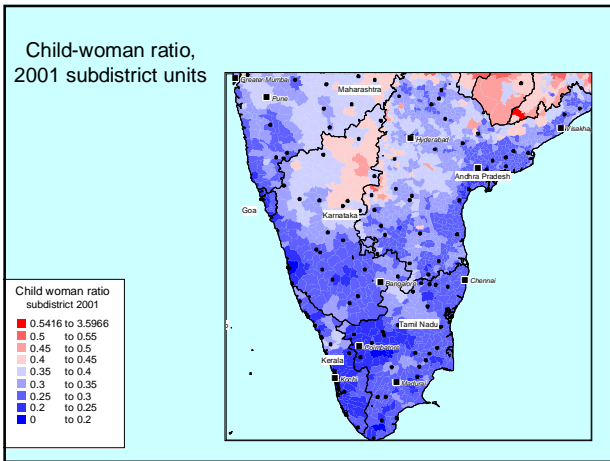 Child-woman ratio,
2001 subdistrict units
Greater Mumbai
Maharashtra
Pune
Hyderabad
Visakha
Andhra Pradesh
Goa
Karnataka
Bangalore
Chennai
Tamil Nadu
Coimbatore
Kerala
Kochi
Madurai
Child woman ratio
subdistrict 2001
0.5416 to 3.5966
0.5 to 0.55
0.45 to 0.5
0.4 to 0.45
0.35 to 0.4
0.3 to 0.35
0.25 to 0.3
0.2 to 0.25
0 to 0.2